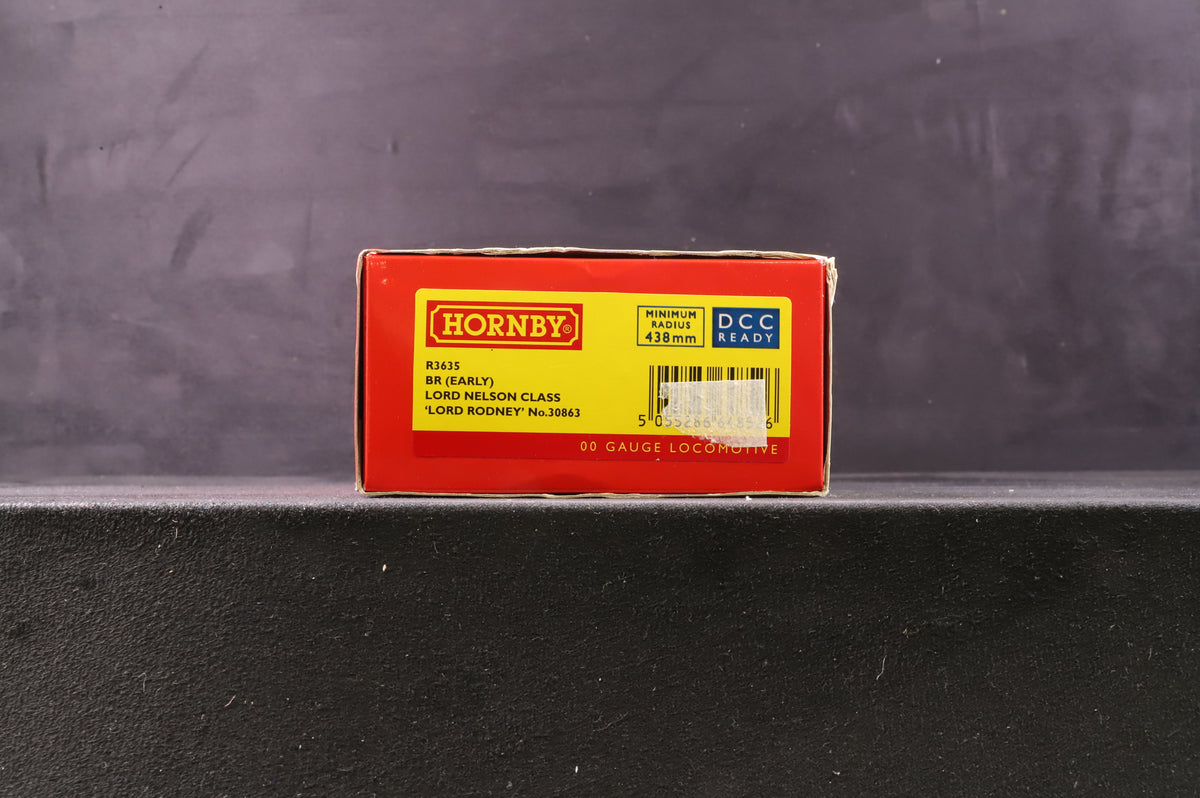 HORNBY®
MINIMUM
RADIUS
438mm
DCC
READY
R3635
BR (EARLY)
LORD NELSON CLASS
'LORD RODNEY' No.30863
00 GAUGE LOCOMOTIVE